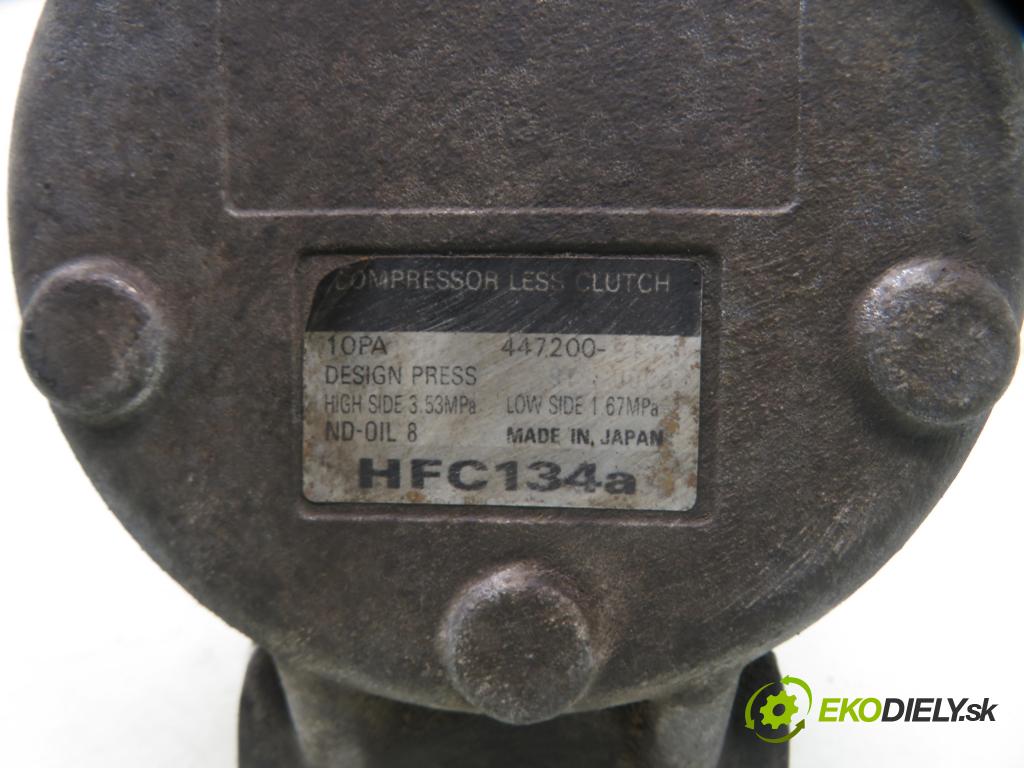 COMPRESSOR LESS CLUTCH
10PA 447200-
DESIGN PRESS
HIGH SIDE 3.53MPa LOW SIDE 1.67MPa
ND-OIL 8 MADE IN JAPAN
HFC134a
EKODIELY.sk